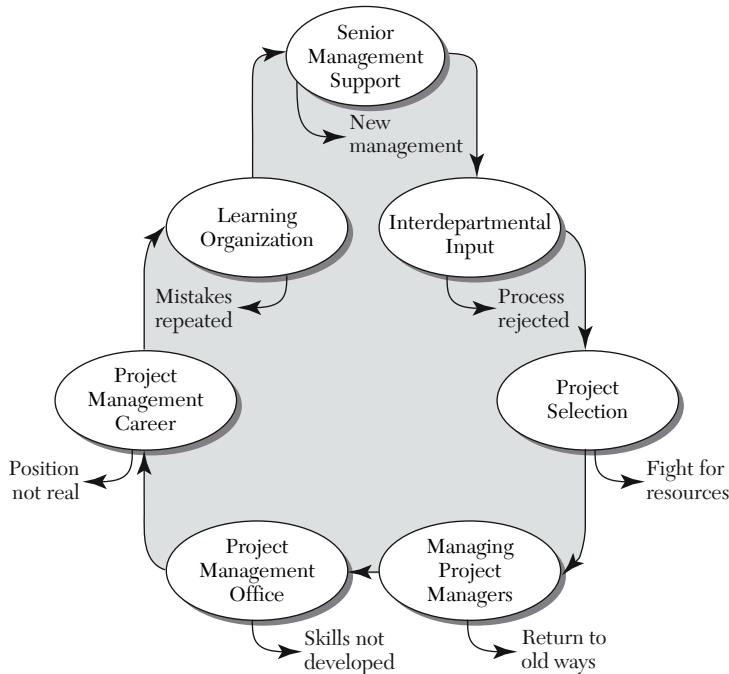 Senior
Management
Support
New
management
Learning
Organization
Interdepartmental
Input
Mistakes
repeated
Process
rejected
Project
Management
Career
Project
Selection
Position
not real
Fight for
resources
Project
Management
Office
Managing
Project
Managers
Skills not
developed
Return to
old ways